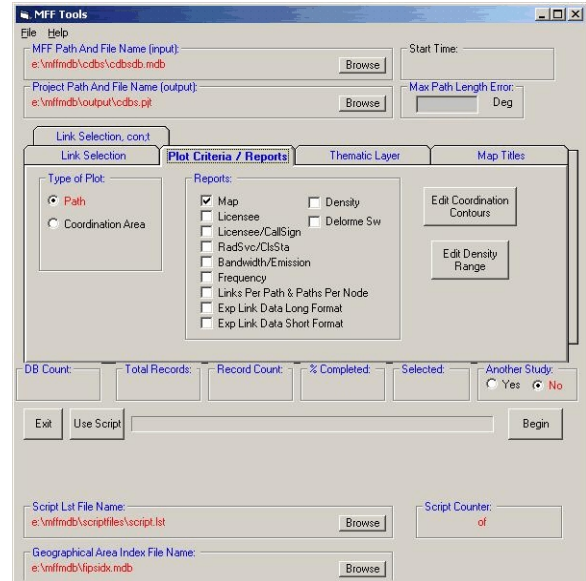 MFF Tools
File Help
MFF Path And File Name (input):
e:\mffmdb\cdbs\cdbsdb.mdb
Browse
Start Time:
Project Path And File Name (output):
e:\mffmdb\output\cdbs.pjt
Browse
Max Path Length Error:
Deg
Link Selection, con;t
Link Selection
Plot Criteria / Reports
Thematic Layer
Map Titles
Type of Plot:
Path
Coordination Area
Reports:
Map
Licensee
Licensee/CallSign
RadSvc/ClsSta
Bandwidth/Emission
Frequency
Links Per Path & Paths Per Node
Exp Link Data Long Format
Exp Link Data Short Format
Density
Delorme Sw
Edit Coordination
Contours
Edit Density
Range
DB Count:
Total Records:
Record Count:
% Completed:
Selected:
Another Study:
Yes No
Exit
Use Script
Begin
Script Lst File Name:
e:\mffmdb\scriptfiles\script.lst
Browse
Script Counter:
of
Geographical Area Index File Name:
e:\mffmdb\fipsidx.mdb
Browse